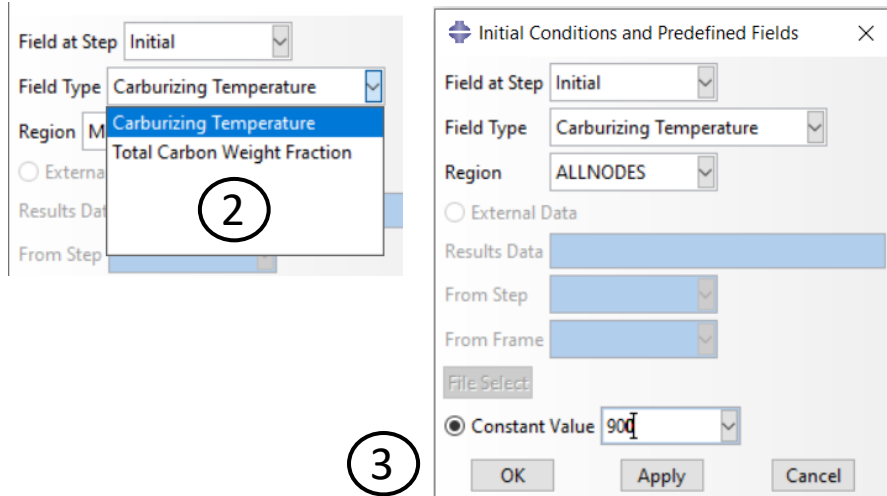 Field at Step Initial
Field Type Carburizing Temperature
Carburizing Temperature
Total Carbon Weight Fraction
Region M
Externa
Results Dat
From Step
2
Initial Conditions and Predefined Fields
Field at Step Initial
Field Type Carburizing Temperature
Region ALLNODES
External Data
Results Data
From Step
From Frame
File Select
Constant Value 900
OK Apply Cancel
3